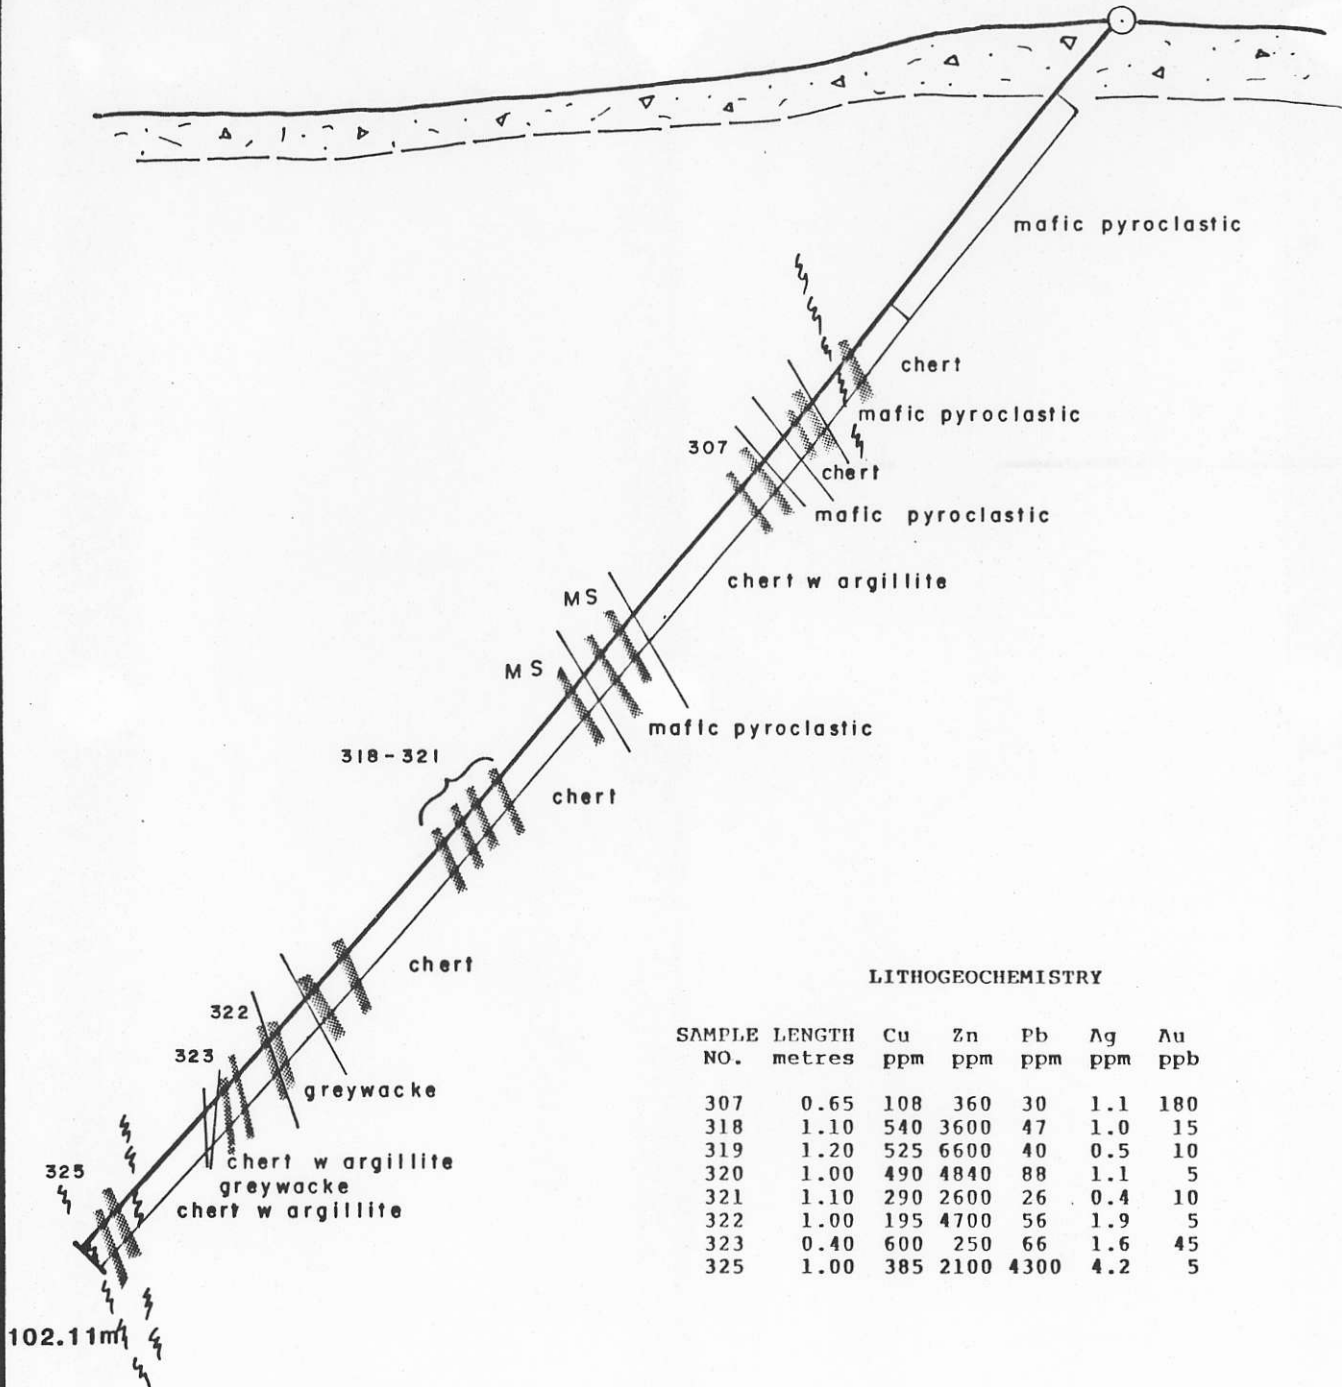 mafic pyroclastic
chert
mafic pyroclastic
307
chert
mafic pyroclastic
chert w argillite
MS
MS
mafic pyroclastic
318-321
chert
chert
322
323
greywacke
chert w argillite
325
greywacke
chert w argillite
102.11m
LITHOGEOCHEMISTRY
SAMPLE LENGTH Cu Zn Pb Ag Au
NO. metres ppm ppm ppm ppm ppb
307 0.65 108 360 30 1.1 180
318 1.10 540 3600 47 1.0 15
319 1.20 525 6600 40 0.5 10
320 1.00 490 4840 88 1.1 5
321 1.10 290 2600 26 0.4 10
322 1.00 195 4700 56 1.9 5
323 0.40 600 250 66 1.6 45
325 1.00 385 2100 4300 4.2 5